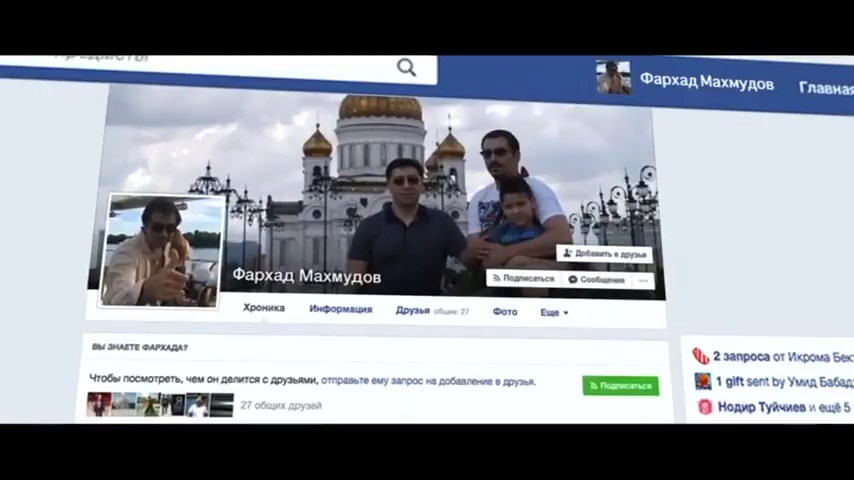 Фархад Махмудов
Главная
Фархад Махмудов
Добавить в друзья
Подписаться
Сообщение
Хроника
Информация
Друзья общие: 27
Фото
Еще
ВЫ ЗНАЕТЕ ФАРХАДА?
Чтобы посмотреть, чем он делится с друзьями, отправьте ему запрос на добавление в друзья.
Подписаться
27 общих друзей
2 запроса от Икрома
1 gift sent by Умид
Нодир Туйчиев и ещё 5